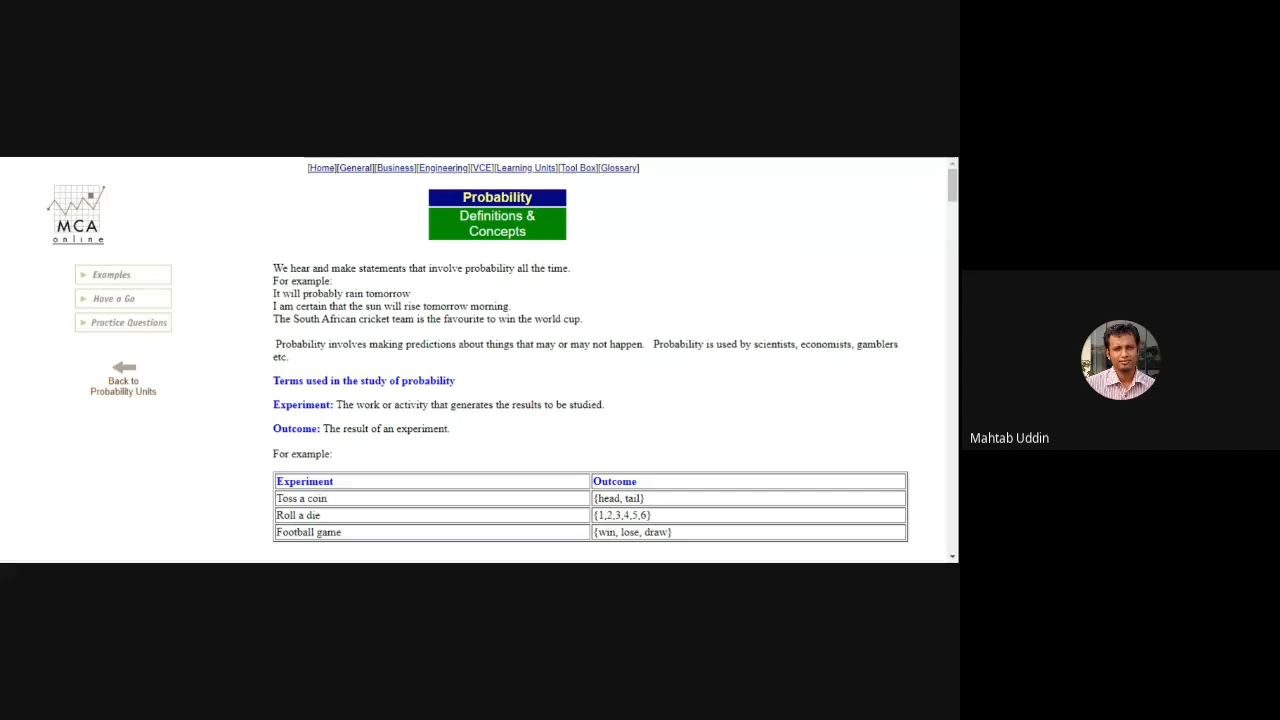 [Home][General][Business][Engineering][VCE][Learning Units][Tool Box][Glossary]
MCA
online
Probability
Definitions &
Concepts
Examples
Have a Go
Practice Questions
Back to
Probability Units
We hear and make statements that involve probability all the time.
For example:
It will probably rain tomorrow
I am certain that the sun will rise tomorrow morning.
The South African cricket team is the favourite to win the world cup.
Probability involves making predictions about things that may or may not happen. Probability is used by scientists, economists, gamblers
etc.
Terms used in the study of probability
Experiment: The work or activity that generates the results to be studied.
Outcome: The result of an experiment.
For example:
Experiment Outcome
Toss a coin {head, tail}
Roll a die {1,2,3,4,5,6}
Football game {win, lose, draw}
Mahtab Uddin